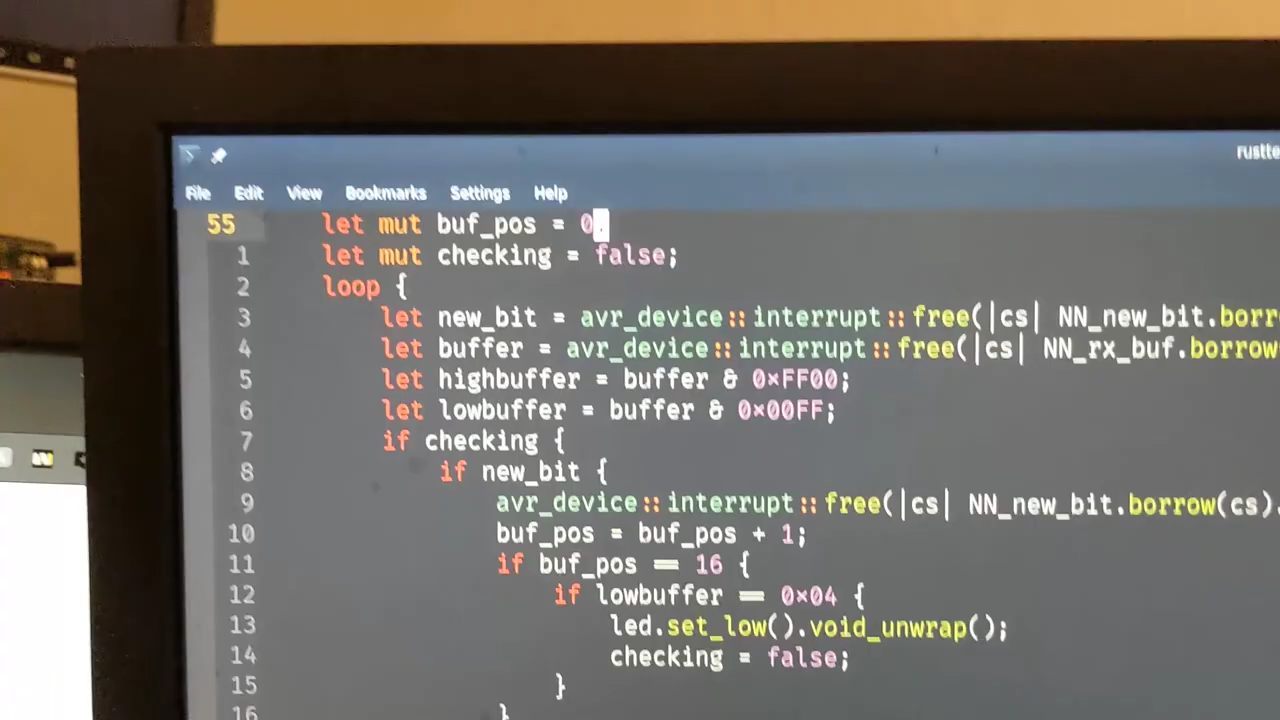 rustte
File Edit View Bookmarks Settings Help
55 let mut buf_pos = 0;
1 let mut checking = false;
2 loop {
3 let new_bit = avr_device::interrupt::free(|cs| NN_new_bit.borr
4 let buffer = avr_device::interrupt::free(|cs| NN_rx_buf.borrow
5 let highbuffer = buffer & 0xFF00;
6 let lowbuffer = buffer & 0x00FF;
7 if checking {
8 if new_bit {
9 avr_device::interrupt::free(|cs| NN_new_bit.borrow(cs).
10 buf_pos = buf_pos + 1;
11 if buf_pos == 16 {
12 if lowbuffer == 0x04 {
13 led.set_low().void_unwrap();
14 checking = false;
15 }
16 }